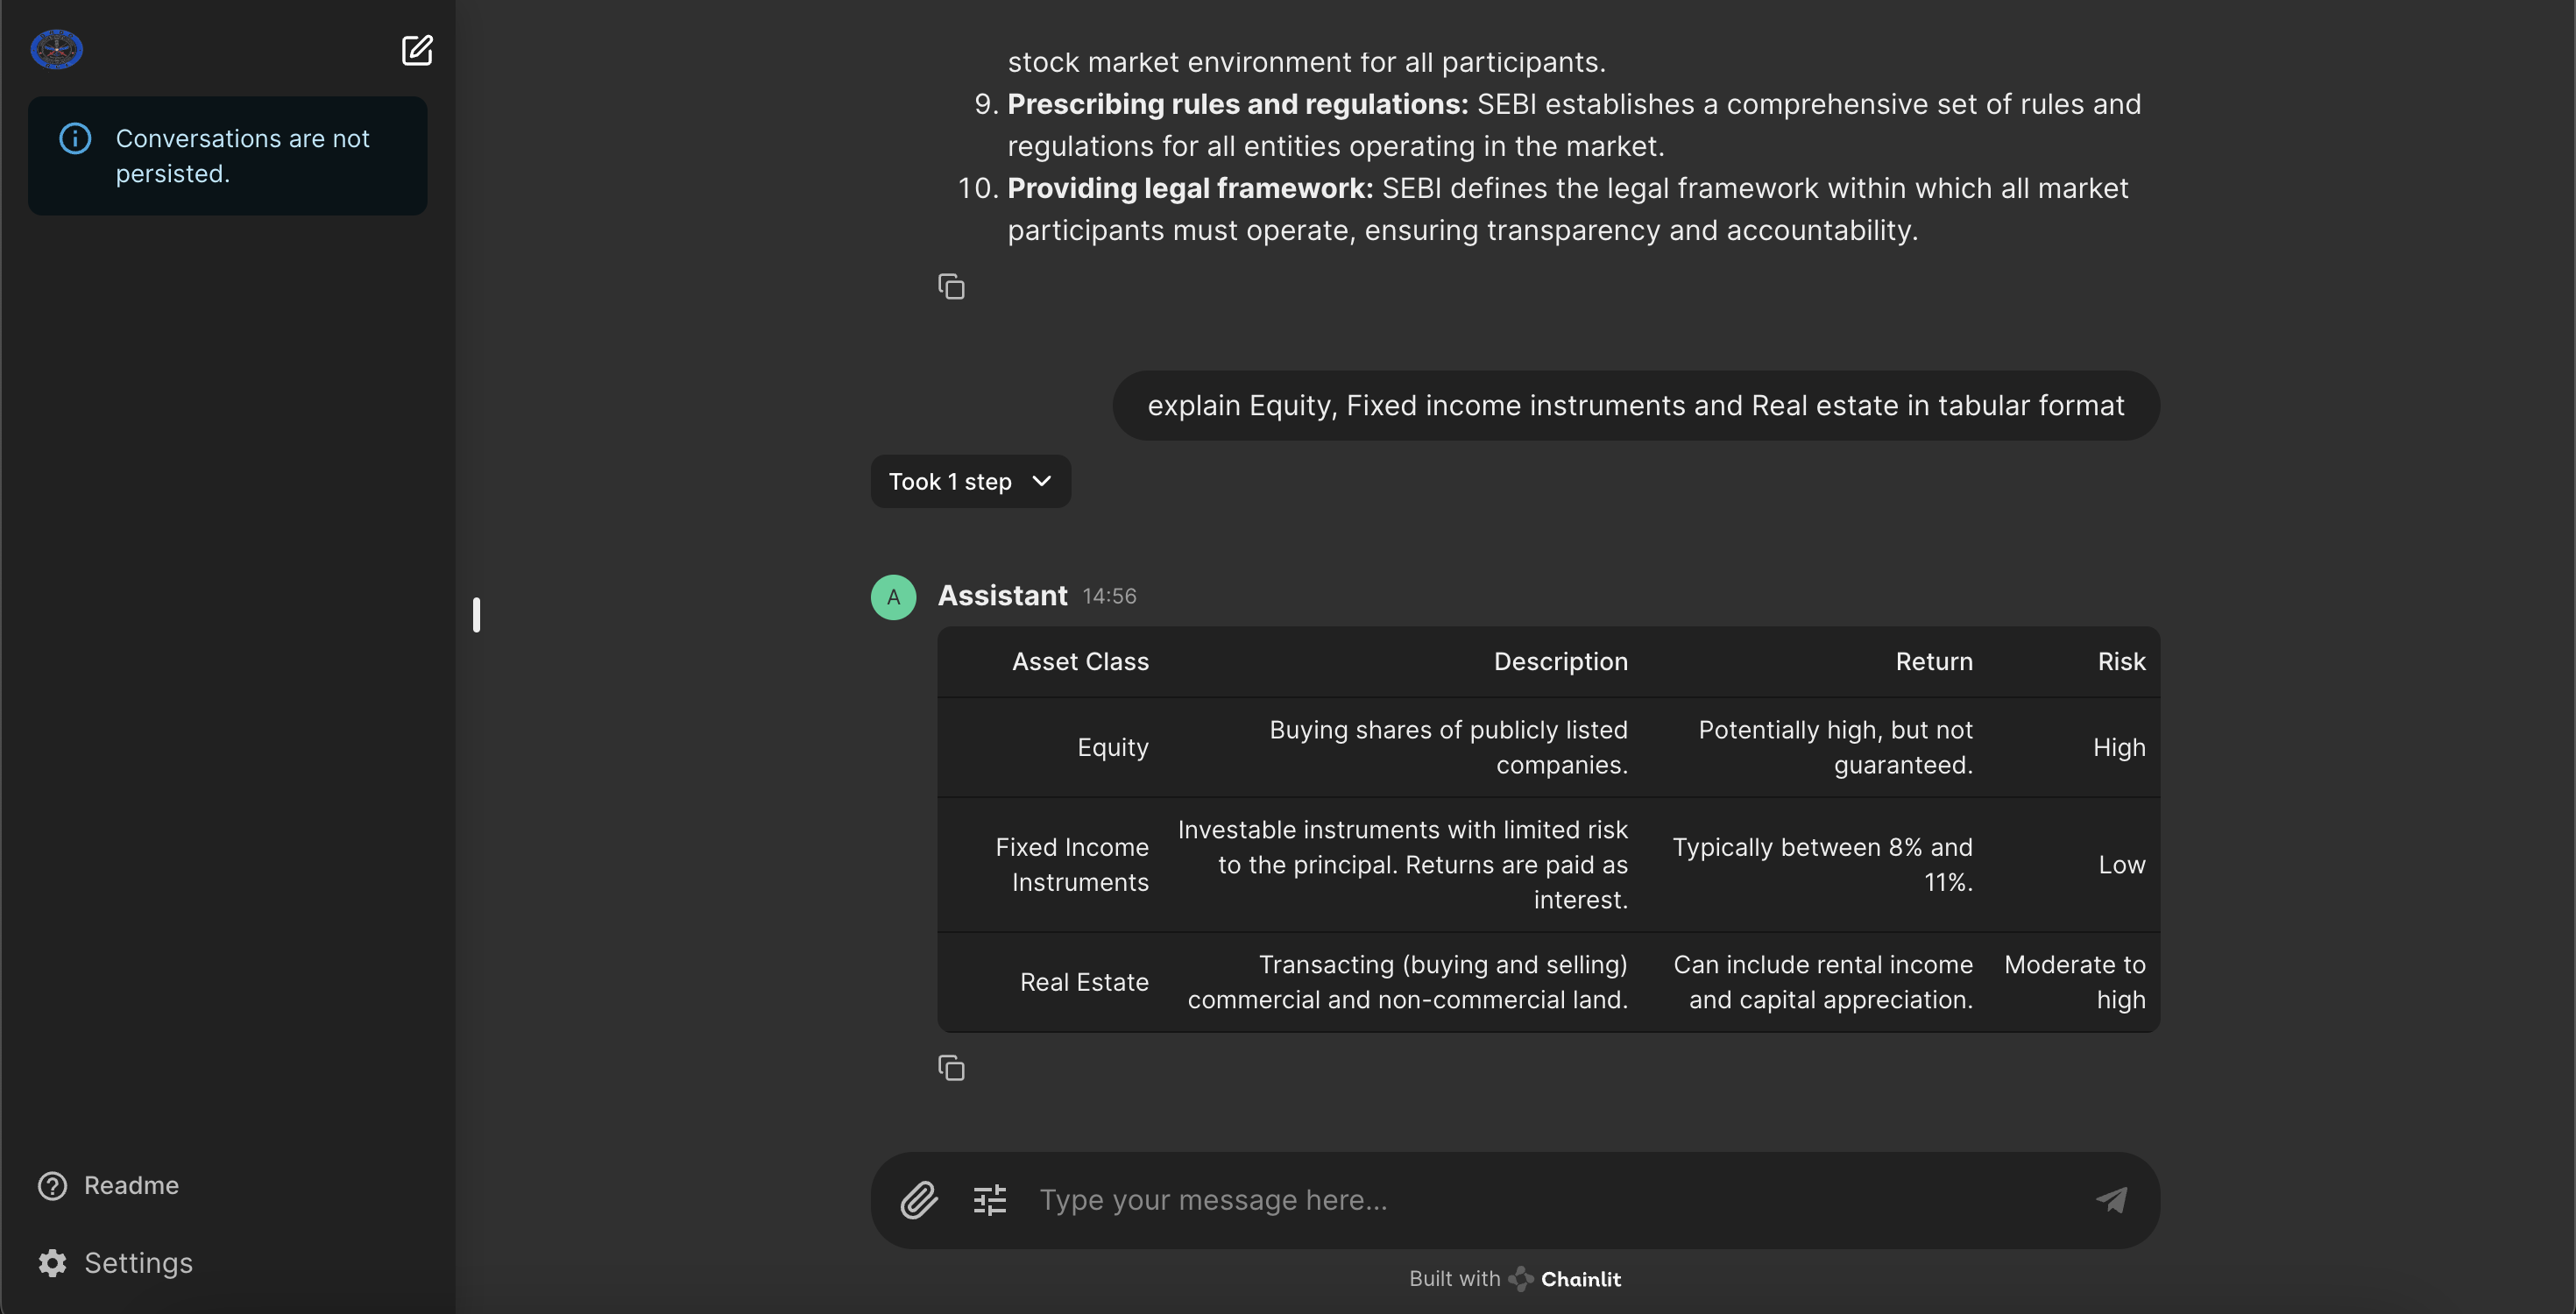 Conversations are not
persisted.
Readme
Settings
stock market environment for all participants.
9. Prescribing rules and regulations: SEBI establishes a comprehensive set of rules and
regulations for all entities operating in the market.
10. Providing legal framework: SEBI defines the legal framework within which all market
participants must operate, ensuring transparency and accountability.
explain Equity, Fixed income instruments and Real estate in tabular format
Took 1 step
A
Assistant 14:56
Asset Class Description Return Risk
Equity
Buying shares of publicly listed
companies.
Potentially high, but not
guaranteed.
High
Fixed Income
Instruments
Investable instruments with limited risk
to the principal. Returns are paid as
interest.
Typically between 8% and
11%.
Low
Real Estate
Transacting (buying and selling)
commercial and non-commercial land.
Can include rental income
and capital appreciation.
Moderate to
high
Type your message here...
Built with Chainlit